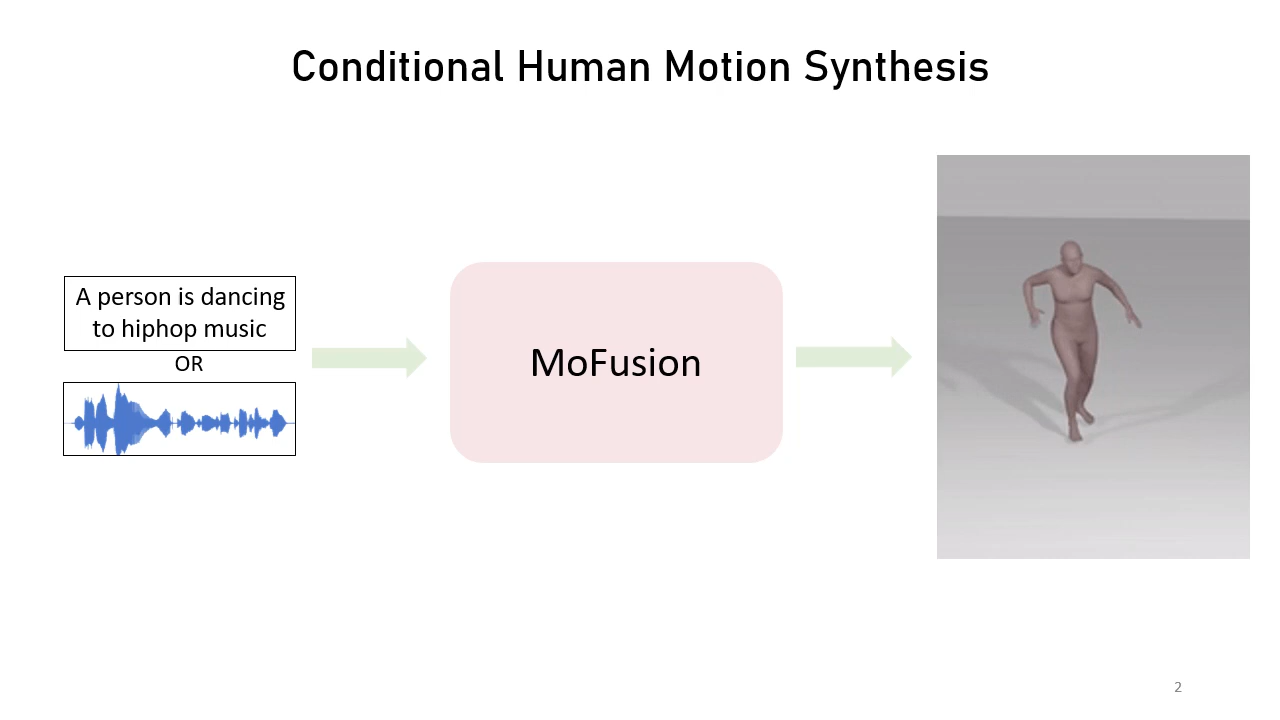 Conditional Human Motion Synthesis
A person is dancing
to hiphop music
OR
MoFusion
2